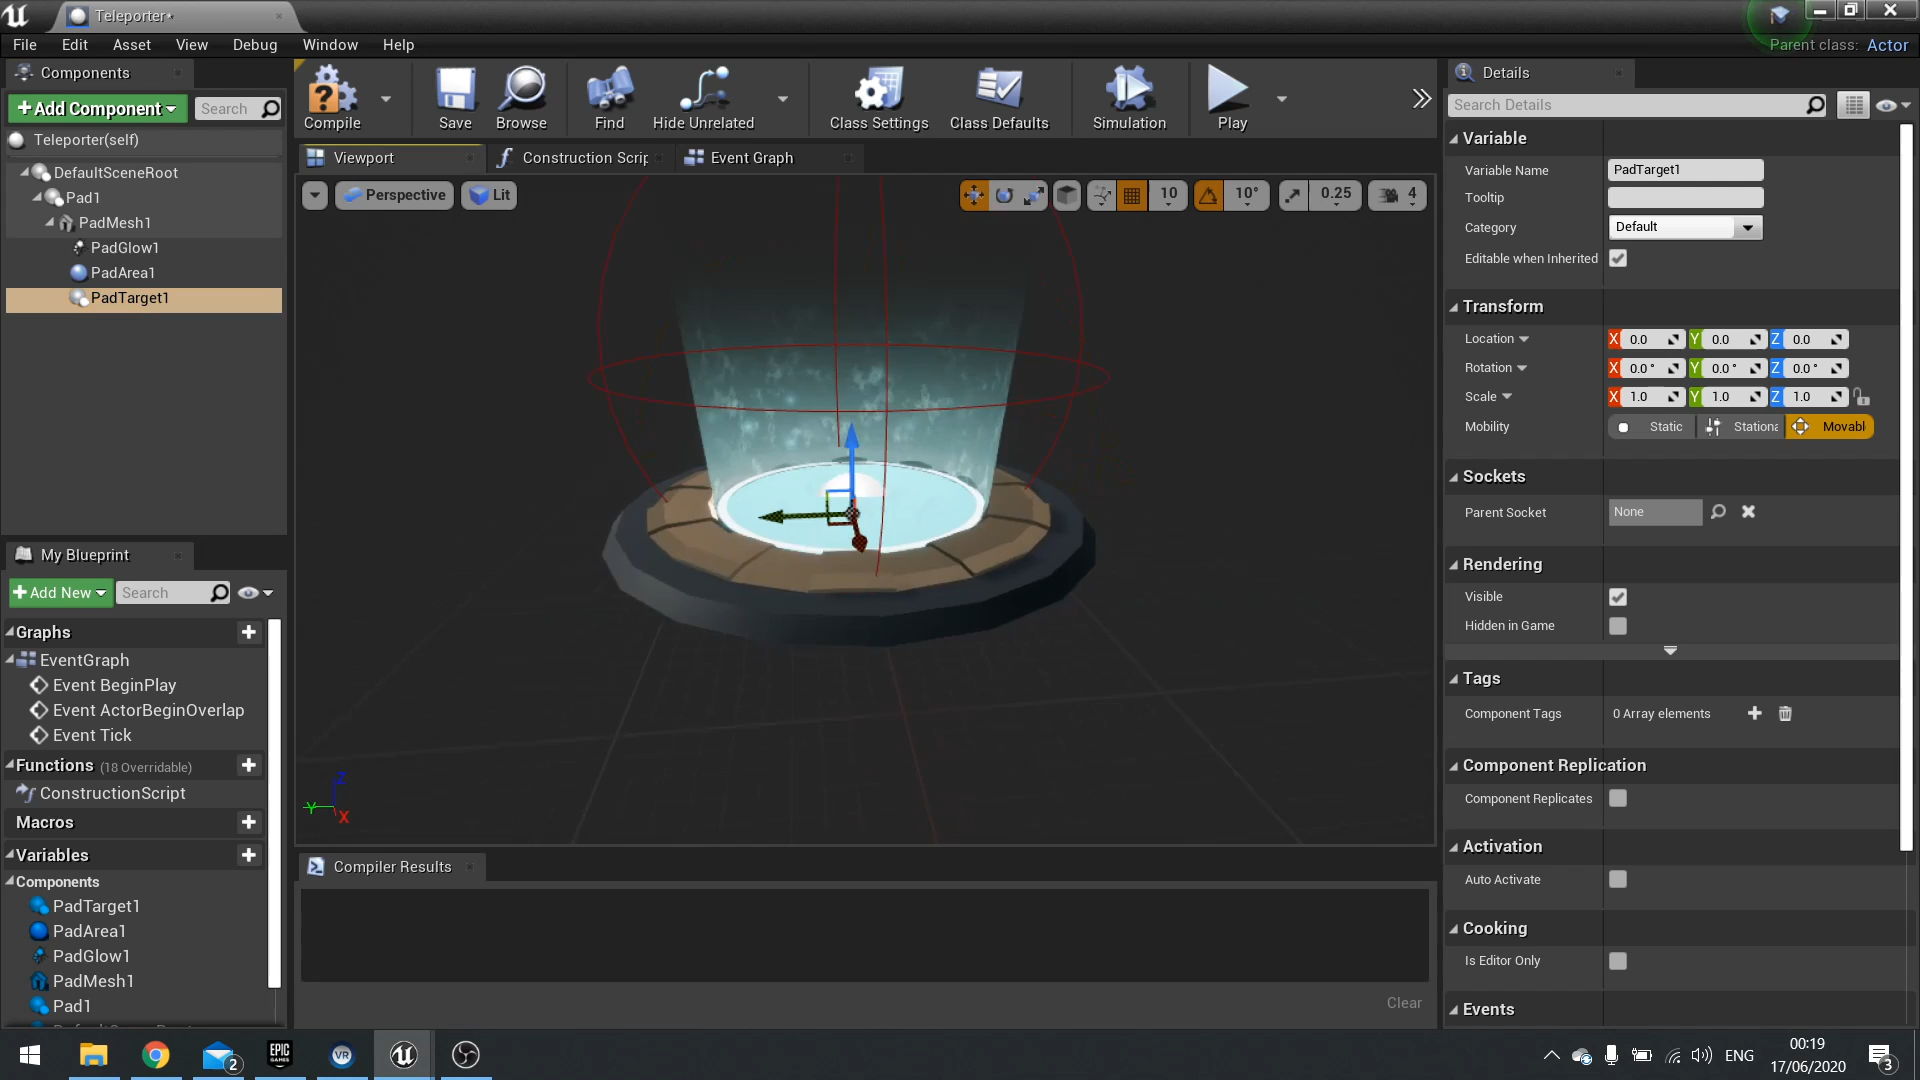 Teleporter*
File Edit Asset View Debug Window Help
Parent class: Actor
Components
+Add Component
Search
Teleporter(self)
DefaultSceneRoot
Pad1
PadMesh1
PadGlow1
PadArea1
PadTarget1
Compile
Save
Browse
Find
Hide Unrelated
Class Settings
Class Defaults
Simulation
Play
Viewport
Construction Scrip
Event Graph
Perspective
Lit
10
10°
0.25
4
Z
Y
X
Compiler Results
Clear
My Blueprint
+Add New
Search
Graphs
EventGraph
Event BeginPlay
Event ActorBeginOverlap
Event Tick
Functions (18 Overridable)
ConstructionScript
Macros
Variables
Components
PadTarget1
PadArea1
PadGlow1
PadMesh1
Pad1
Details
Search Details
Variable
Variable Name PadTarget1
Tooltip
Category Default
Editable when Inherited
Transform
Location X 0.0 Y 0.0 Z 0.0
Rotation X 0.0° Y 0.0° Z 0.0°
Scale X 1.0 Y 1.0 Z 1.0
Mobility Static Stationa Movabl
Sockets
Parent Socket None
Rendering
Visible
Hidden in Game
Tags
Component Tags 0 Array elements
Component Replication
Component Replicates
Activation
Auto Activate
Cooking
Is Editor Only
Events
2
EPIC
GAMES
VR
ENG
00:19
17/06/2020
3